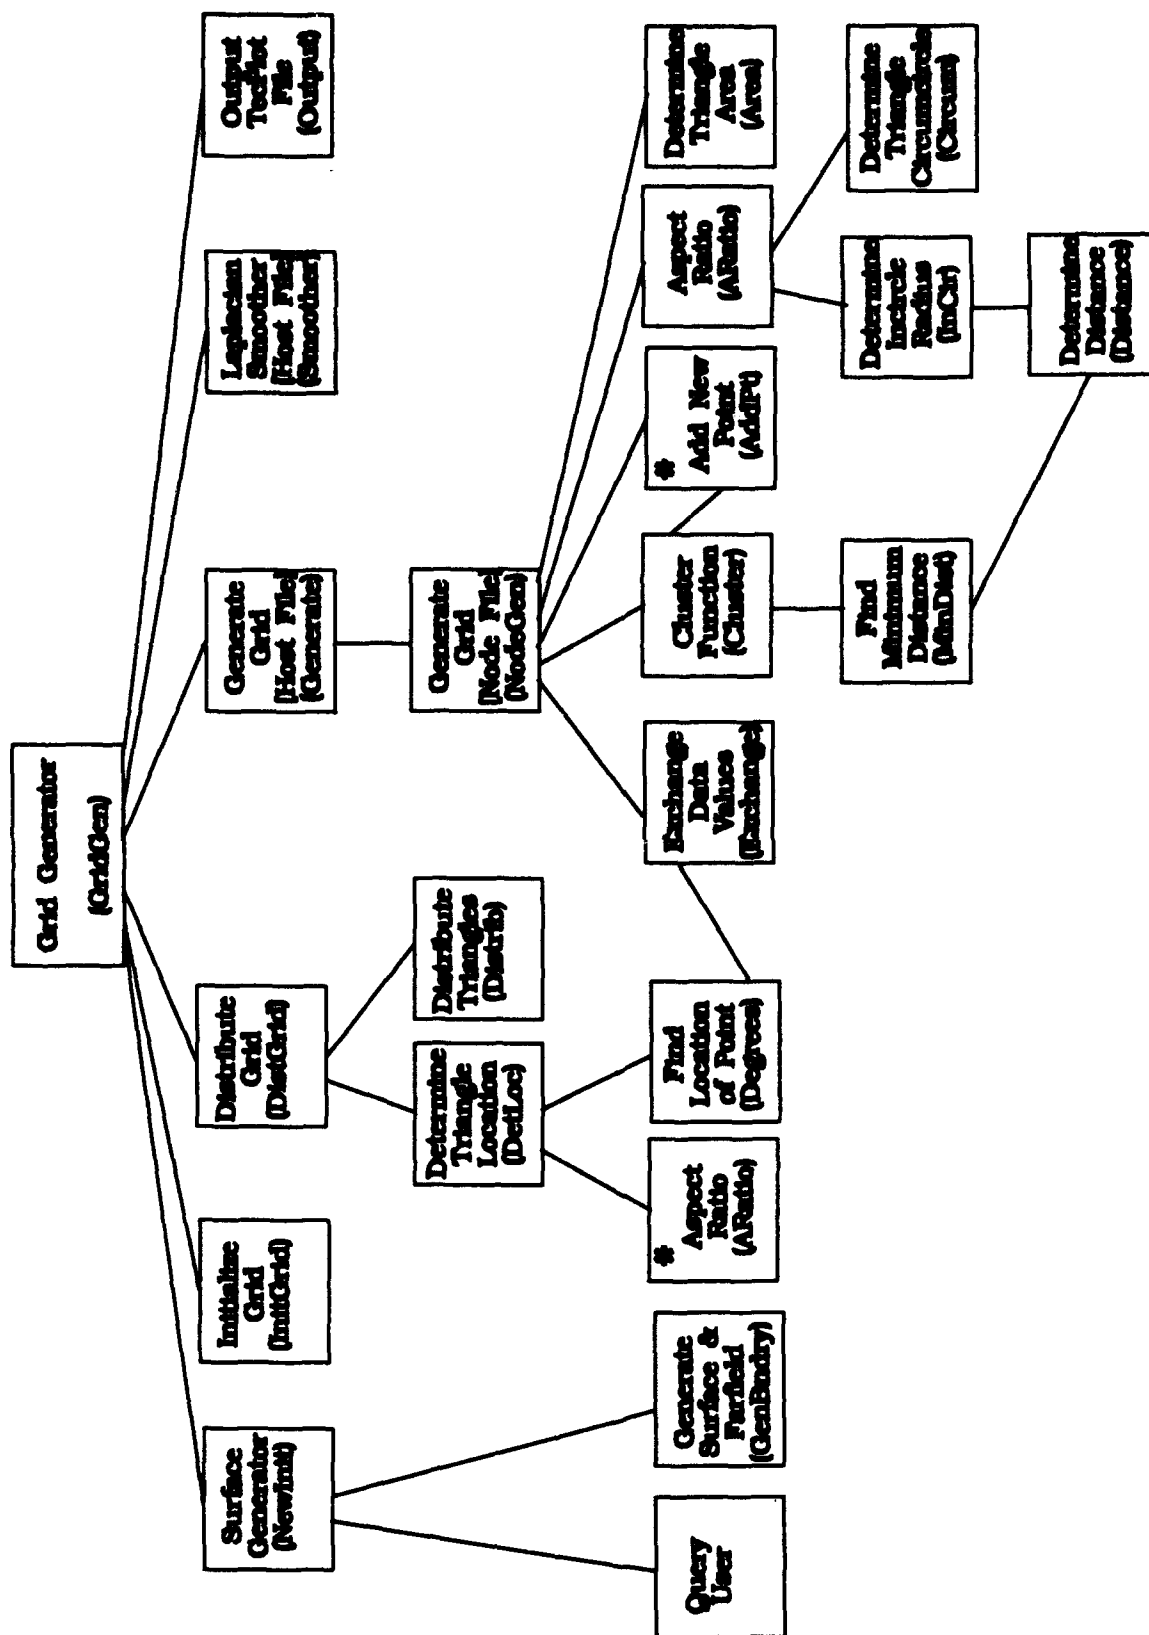 Grid Generator
(GridGen)
Surface
Generator
(NewInit)
Initialize
Grid
(InitGrid)
Distribute
Grid
(DistGrid)
Generate
Grid
[Host File]
(Generate)
Laplacian
Smoother
[Host File]
(Smoother)
Output
TecPlot
File
(Output)
Determine
Triangle
Location
(DetLoc)
Distribute
Triangles
(Distrib)
Generate
Grid
[Node File]
(NodeGen)
Query
User
Generate
Surface &
Farfield
(GenBndry)
#
Aspect
Ratio
(ARatio)
Find
Location
of Point
(Degrees)
Exchange
Data
Values
(Exchange)
Cluster
Function
(Cluster)
#
Add New
Point
(AddPt)
Aspect
Ratio
(ARatio)
Determine
Triangle
Area
(Area)
Find
Minimum
Distance
(MinDist)
Determine
Incircle
Radius
(InCir)
Determine
Triangle
Circumcircle
(Circum)
Determine
Distance
(Distance)